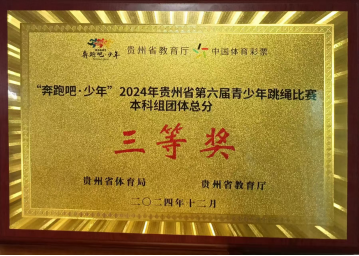 奔跑吧·少年 贵州省教育厅 中国体育彩票
“奔跑吧·少年”2024年贵州省第六届青少年跳绳比赛
本科组团体总分
三等奖
贵州省体育局 贵州省教育厅
二〇二四年十二月